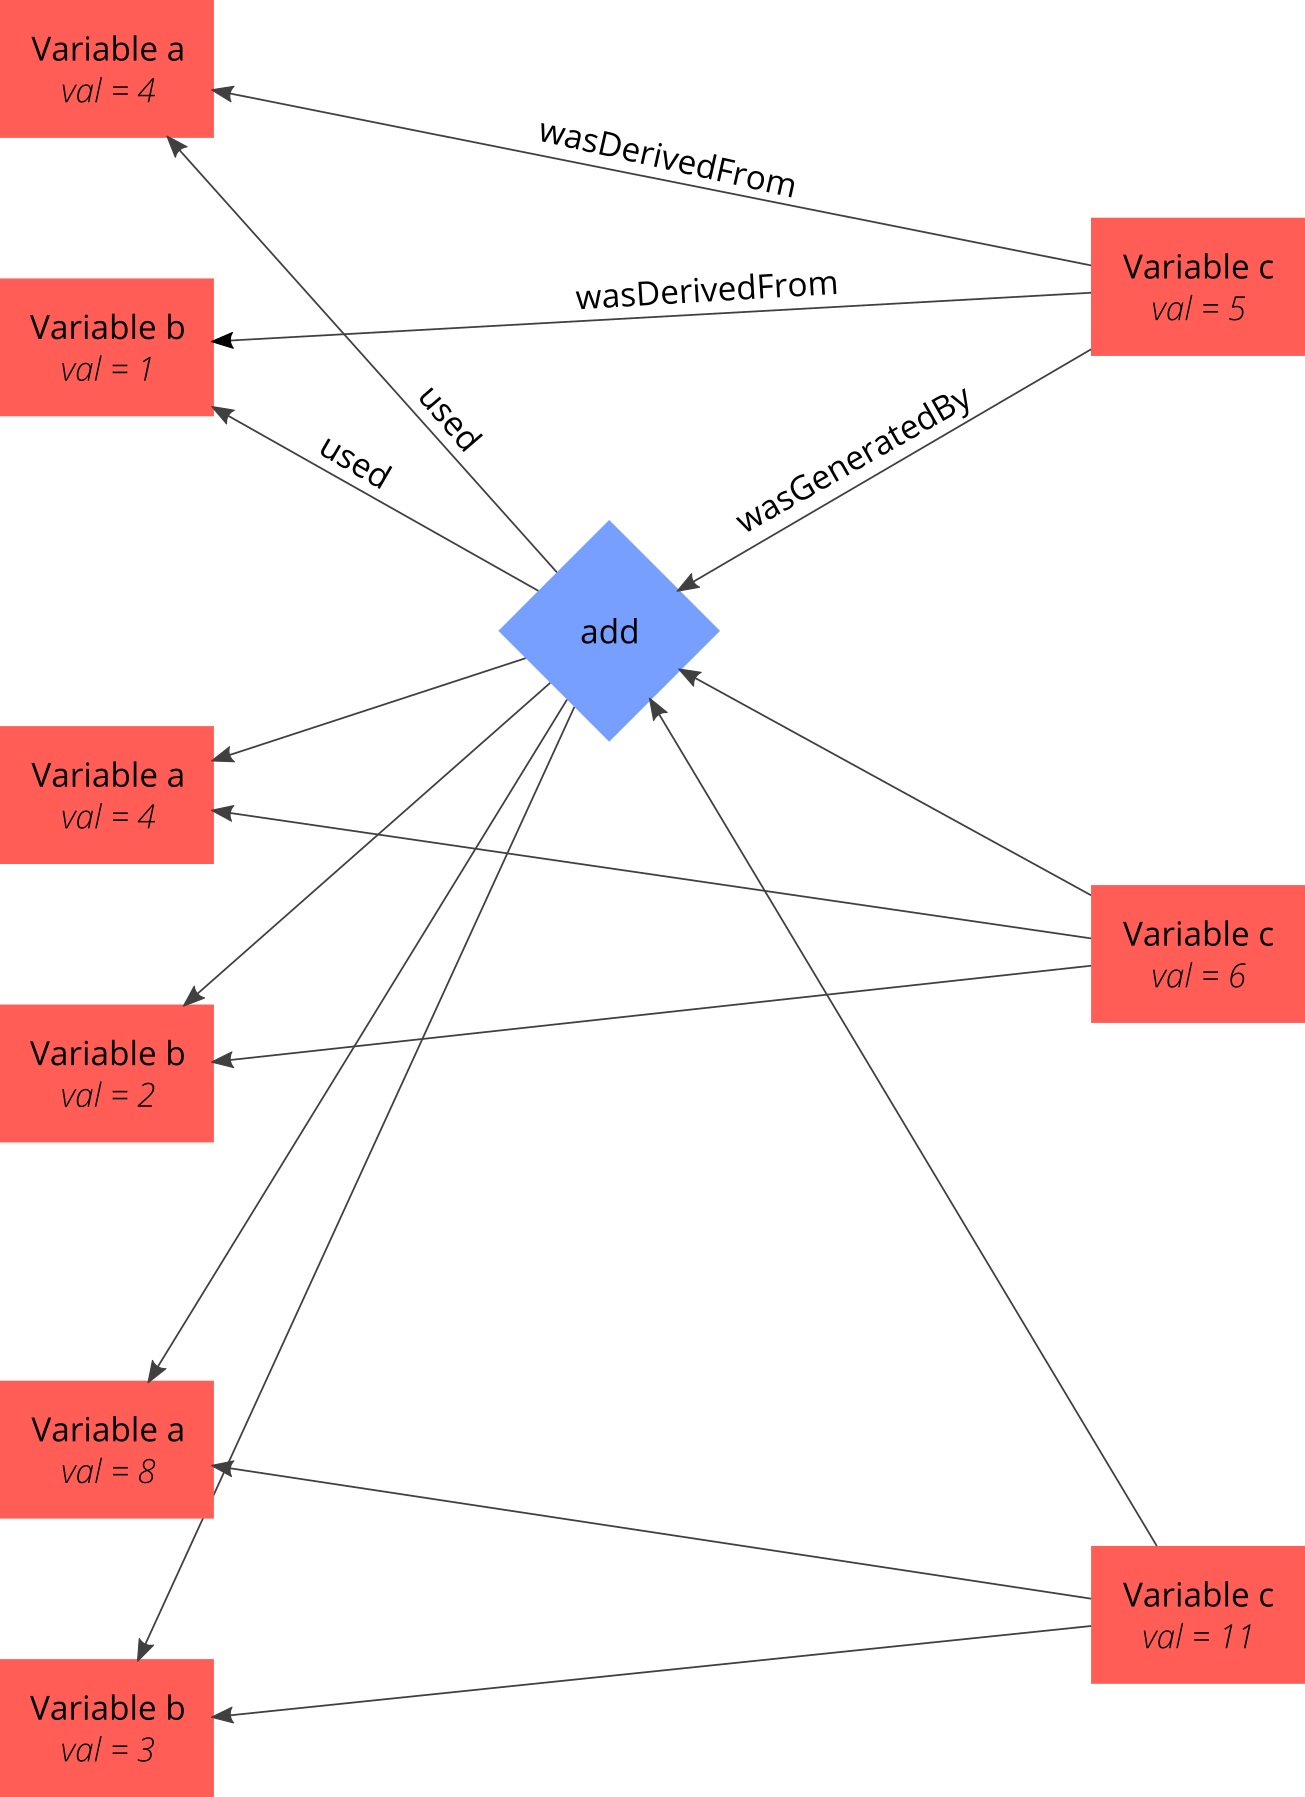 Variable a
val = 4
wasDerivedFrom
Variable c
val = 5
wasDerivedFrom
Variable b
val = 1
used
used
wasGeneratedBy
add
Variable a
val = 4
Variable c
val = 6
Variable b
val = 2
Variable a
val = 8
Variable c
val = 11
Variable b
val = 3